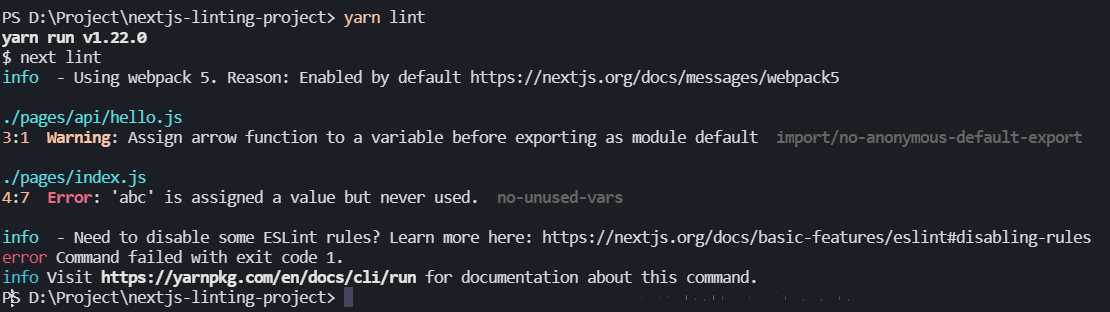 PS D:\Project\nextjs-linting-project> yarn lint
yarn run v1.22.0
$ next lint
info  - Using webpack 5. Reason: Enabled by default https://nextjs.org/docs/messages/webpack5
./pages/api/hello.js
3:1  Warning: Assign arrow function to a variable before exporting as module default  import/no-anonymous-default-export
./pages/index.js
4:7  Error: 'abc' is assigned a value but never used.  no-unused-vars
info  - Need to disable some ESLint rules? Learn more here: https://nextjs.org/docs/basic-features/eslint#disabling-rules
error Command failed with exit code 1.
info Visit https://yarnpkg.com/en/docs/cli/run for documentation about this command.
PS D:\Project\nextjs-linting-project>